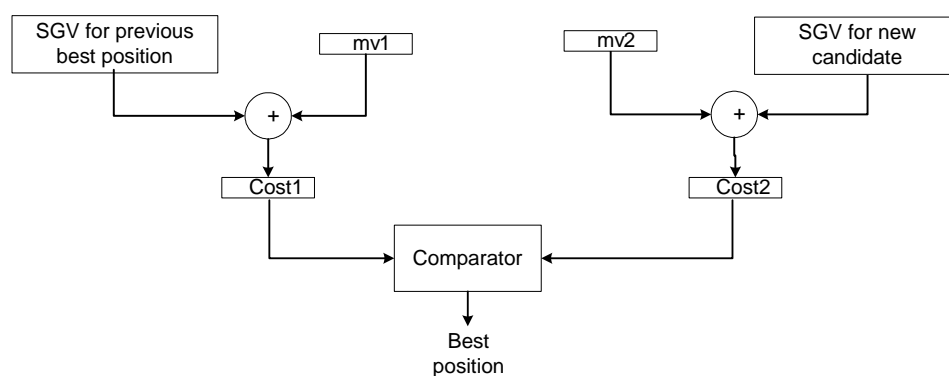 SGV for previous
best position
mv1
mv2
SGV for new
candidate
+
+
Cost1
Cost2
Comparator
Best
position